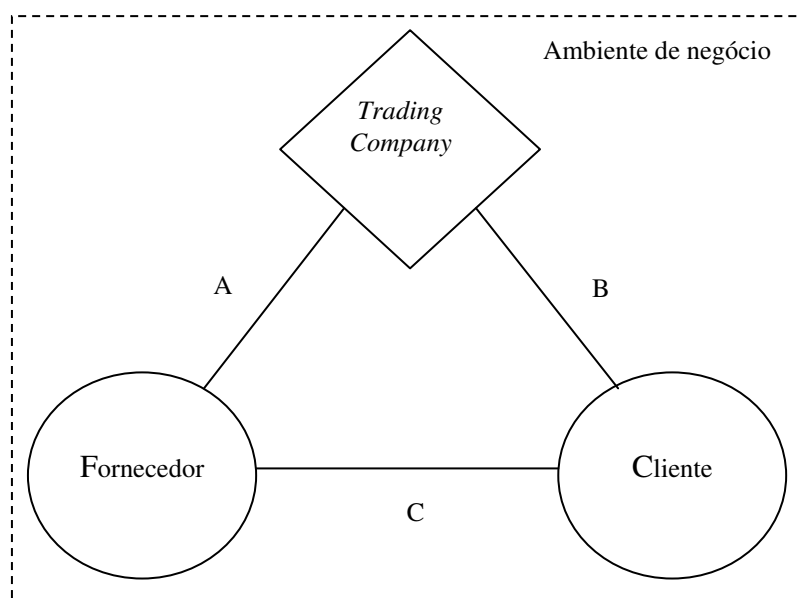 Ambiente de negócio
Trading
Company
A
B
Fornecedor
Cliente
C